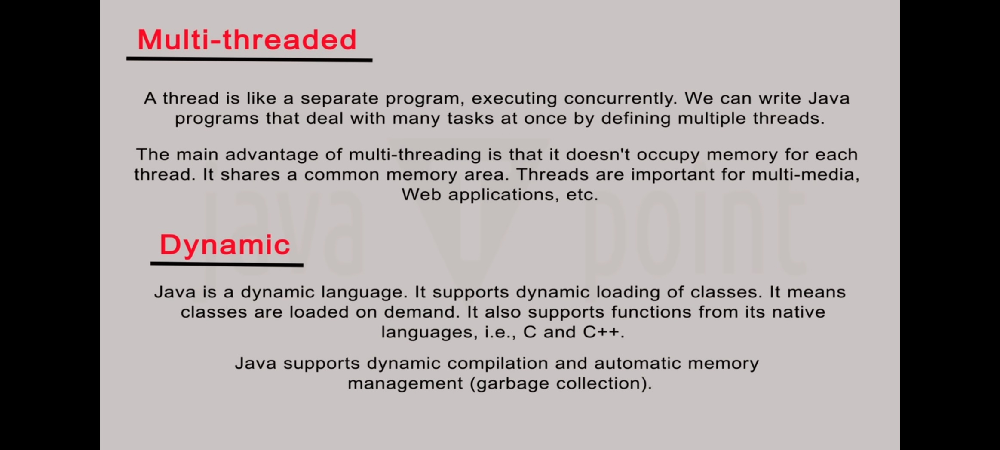 Multi-threaded
A thread is like a separate program, executing concurrently. We can write Java
programs that deal with many tasks at once by defining multiple threads.
The main advantage of multi-threading is that it doesn't occupy memory for each
thread. It shares a common memory area. Threads are important for multi-media,
Web applications, etc.
java T point
Dynamic
Java is a dynamic language. It supports dynamic loading of classes. It means
classes are loaded on demand. It also supports functions from its native
languages, i.e., C and C++.
Java supports dynamic compilation and automatic memory
management (garbage collection).